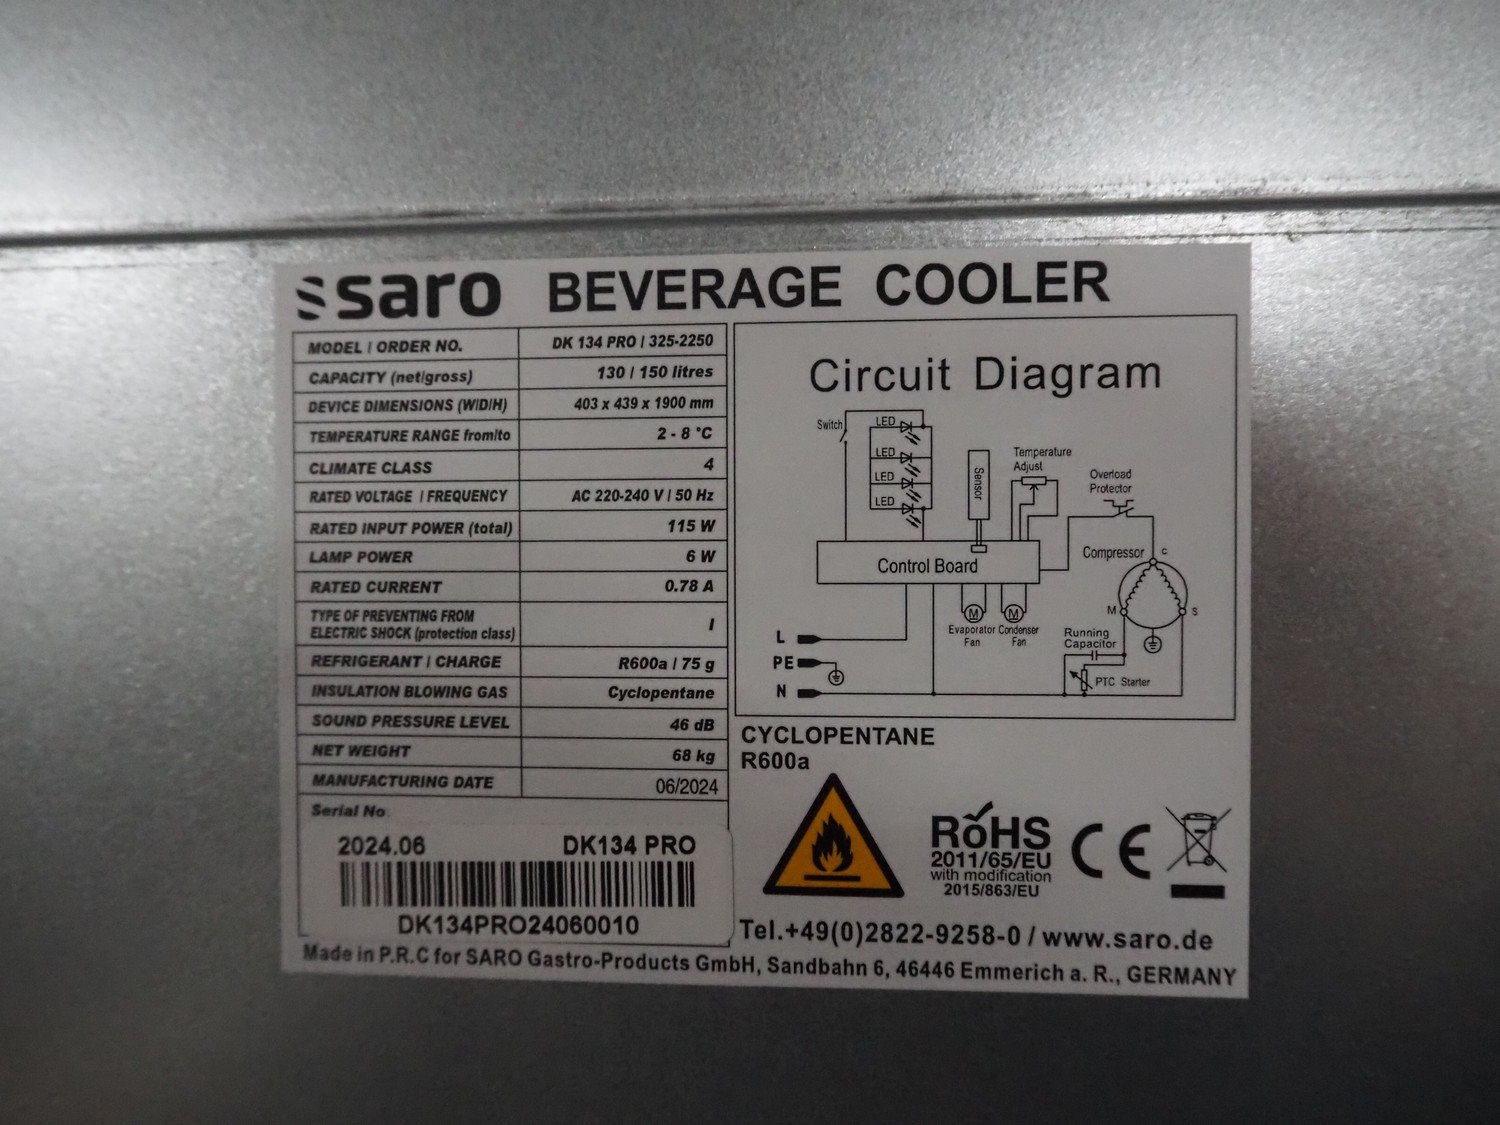 saro BEVERAGE COOLER
MODEL / ORDER NO. DK 134 PRO / 325-2250
CAPACITY (net/gross) 130 / 150 litres
DEVICE DIMENSIONS (W/D/H) 403 x 439 x 1900 mm
TEMPERATURE RANGE from/to 2 - 8 °C
CLIMATE CLASS 4
RATED VOLTAGE / FREQUENCY AC 220-240 V / 50 Hz
RATED INPUT POWER (total) 115 W
LAMP POWER 6 W
RATED CURRENT 0.78 A
TYPE OF PREVENTING FROM
ELECTRIC SHOCK (protection class) I
REFRIGERANT / CHARGE R600a / 75 g
INSULATION BLOWING GAS Cyclopentane
SOUND PRESSURE LEVEL 46 dB
NET WEIGHT 68 kg
MANUFACTURING DATE 06/2024
Serial No
2024.06 DK134 PRO
DK134PRO24060010
Circuit Diagram
Switch
LED
LED
LED
LED
Sensor
Temperature
Adjust
Overload
Protector
Control Board
Compressor C
M S
M M
Evaporator Condenser
Fan Fan
Running
Capacitor
PTC Starter
L
PE
N
CYCLOPENTANE
R600a
RoHS
2011/65/EU
with modification
2015/863/EU
CE
Tel.+49(0)2822-9258-0 / www.saro.de
Made in P.R.C for SARO Gastro-Products GmbH, Sandbahn 6, 46446 Emmerich a. R., GERMANY